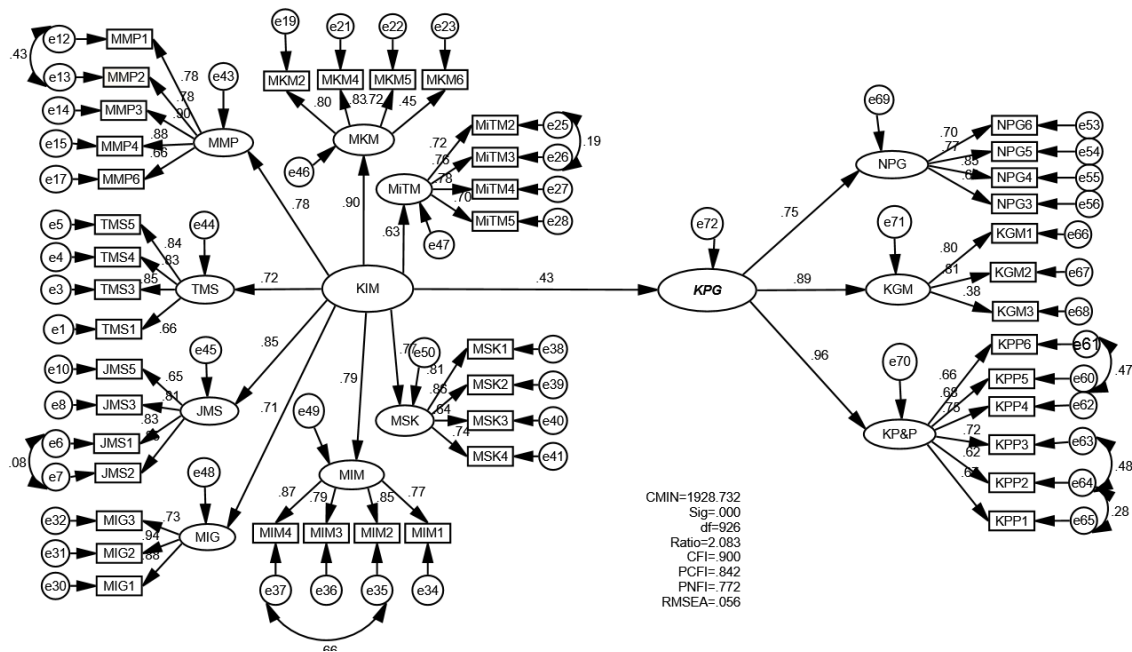 .43
e12
MMP1
e13
MMP2
e14
MMP3
e15
MMP4
e17
MMP6
.78
.78
.90
.88
.66
e43
MMP
e19
e21
e22
e23
MKM2
MKM4
MKM5
MKM6
.80
.83
.72
.45
MKM
e46
MiTM2
e25
MiTM3
e26
.19
MiTM4
e27
MiTM5
e28
.72
.76
.78
.70
MiTM
e47
.78
.90
.63
e5
TMS5
e4
TMS4
e3
TMS3
e1
TMS1
.84
.83
.85
.66
e44
TMS
.72
KIM
.43
e72
KPG
.85
.71
.79
.77
e10
JMS5
e8
JMS3
e6
JMS1
e7
JMS2
.08
.65
.81
.83
e45
JMS
e32
MIG3
e31
MIG2
e30
MIG1
.73
.94
.88
e48
MIG
e49
MIM
.87
.79
.85
.77
MIM4
MIM3
MIM2
MIM1
e37
e36
e35
e34
.66
e50
MSK
.81
.86
.64
.74
MSK1
e38
MSK2
e39
MSK3
e40
MSK4
e41
.75
.89
.96
e69
NPG
.70
.77
.85
NPG6
e53
NPG5
e54
NPG4
e55
NPG3
e56
e71
KGM
.80
.81
.38
KGM1
e66
KGM2
e67
KGM3
e68
e70
KP&P
.66
.68
.75
.72
.62
KPP6
e61
KPP5
e60
KPP4
e62
KPP3
e63
KPP2
e64
KPP1
e65
.47
.48
.28
CMIN=1928.732
Sig=.000
df=926
Ratio=2.083
CFI=.900
PCFI=.842
PNFI=.772
RMSEA=.056